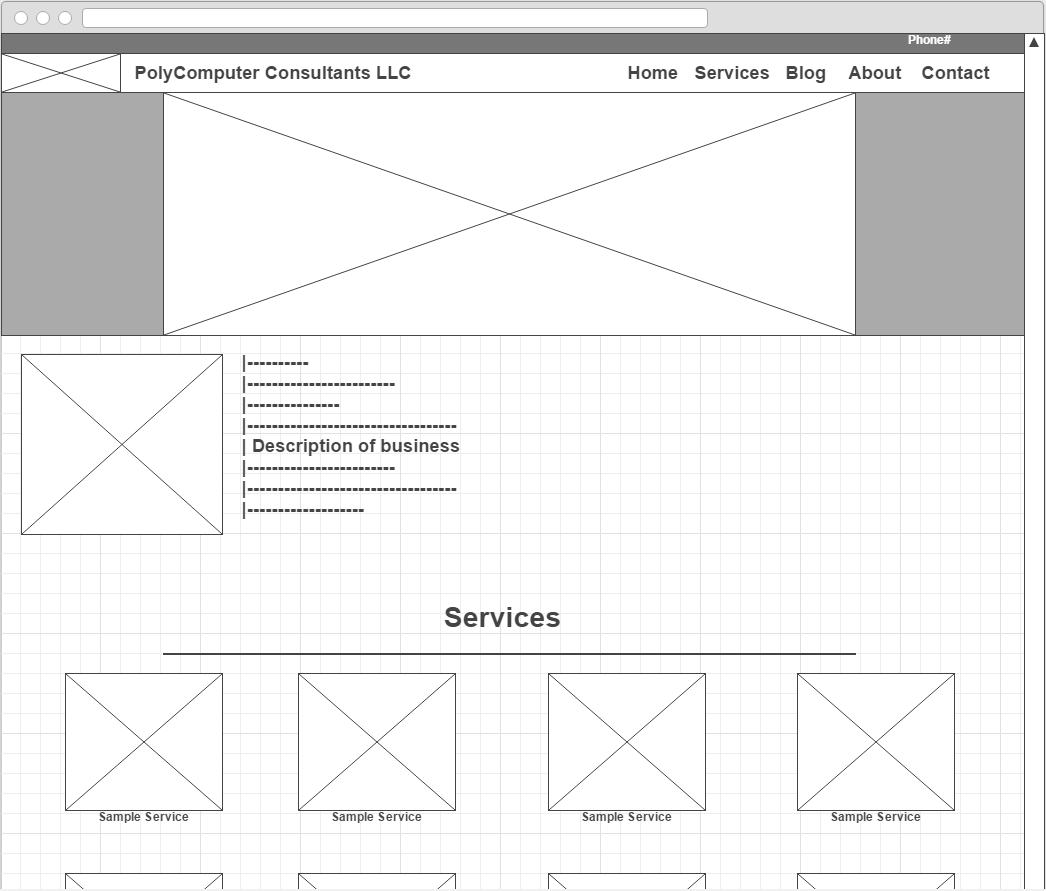 Phone#
PolyComputer Consultants LLC Home Services Blog About Contact
|----------
|------------------------
|---------------
|----------------------------------
| Description of business
|------------------------
|----------------------------------
|-------------------
Services
Sample Service Sample Service Sample Service Sample Service